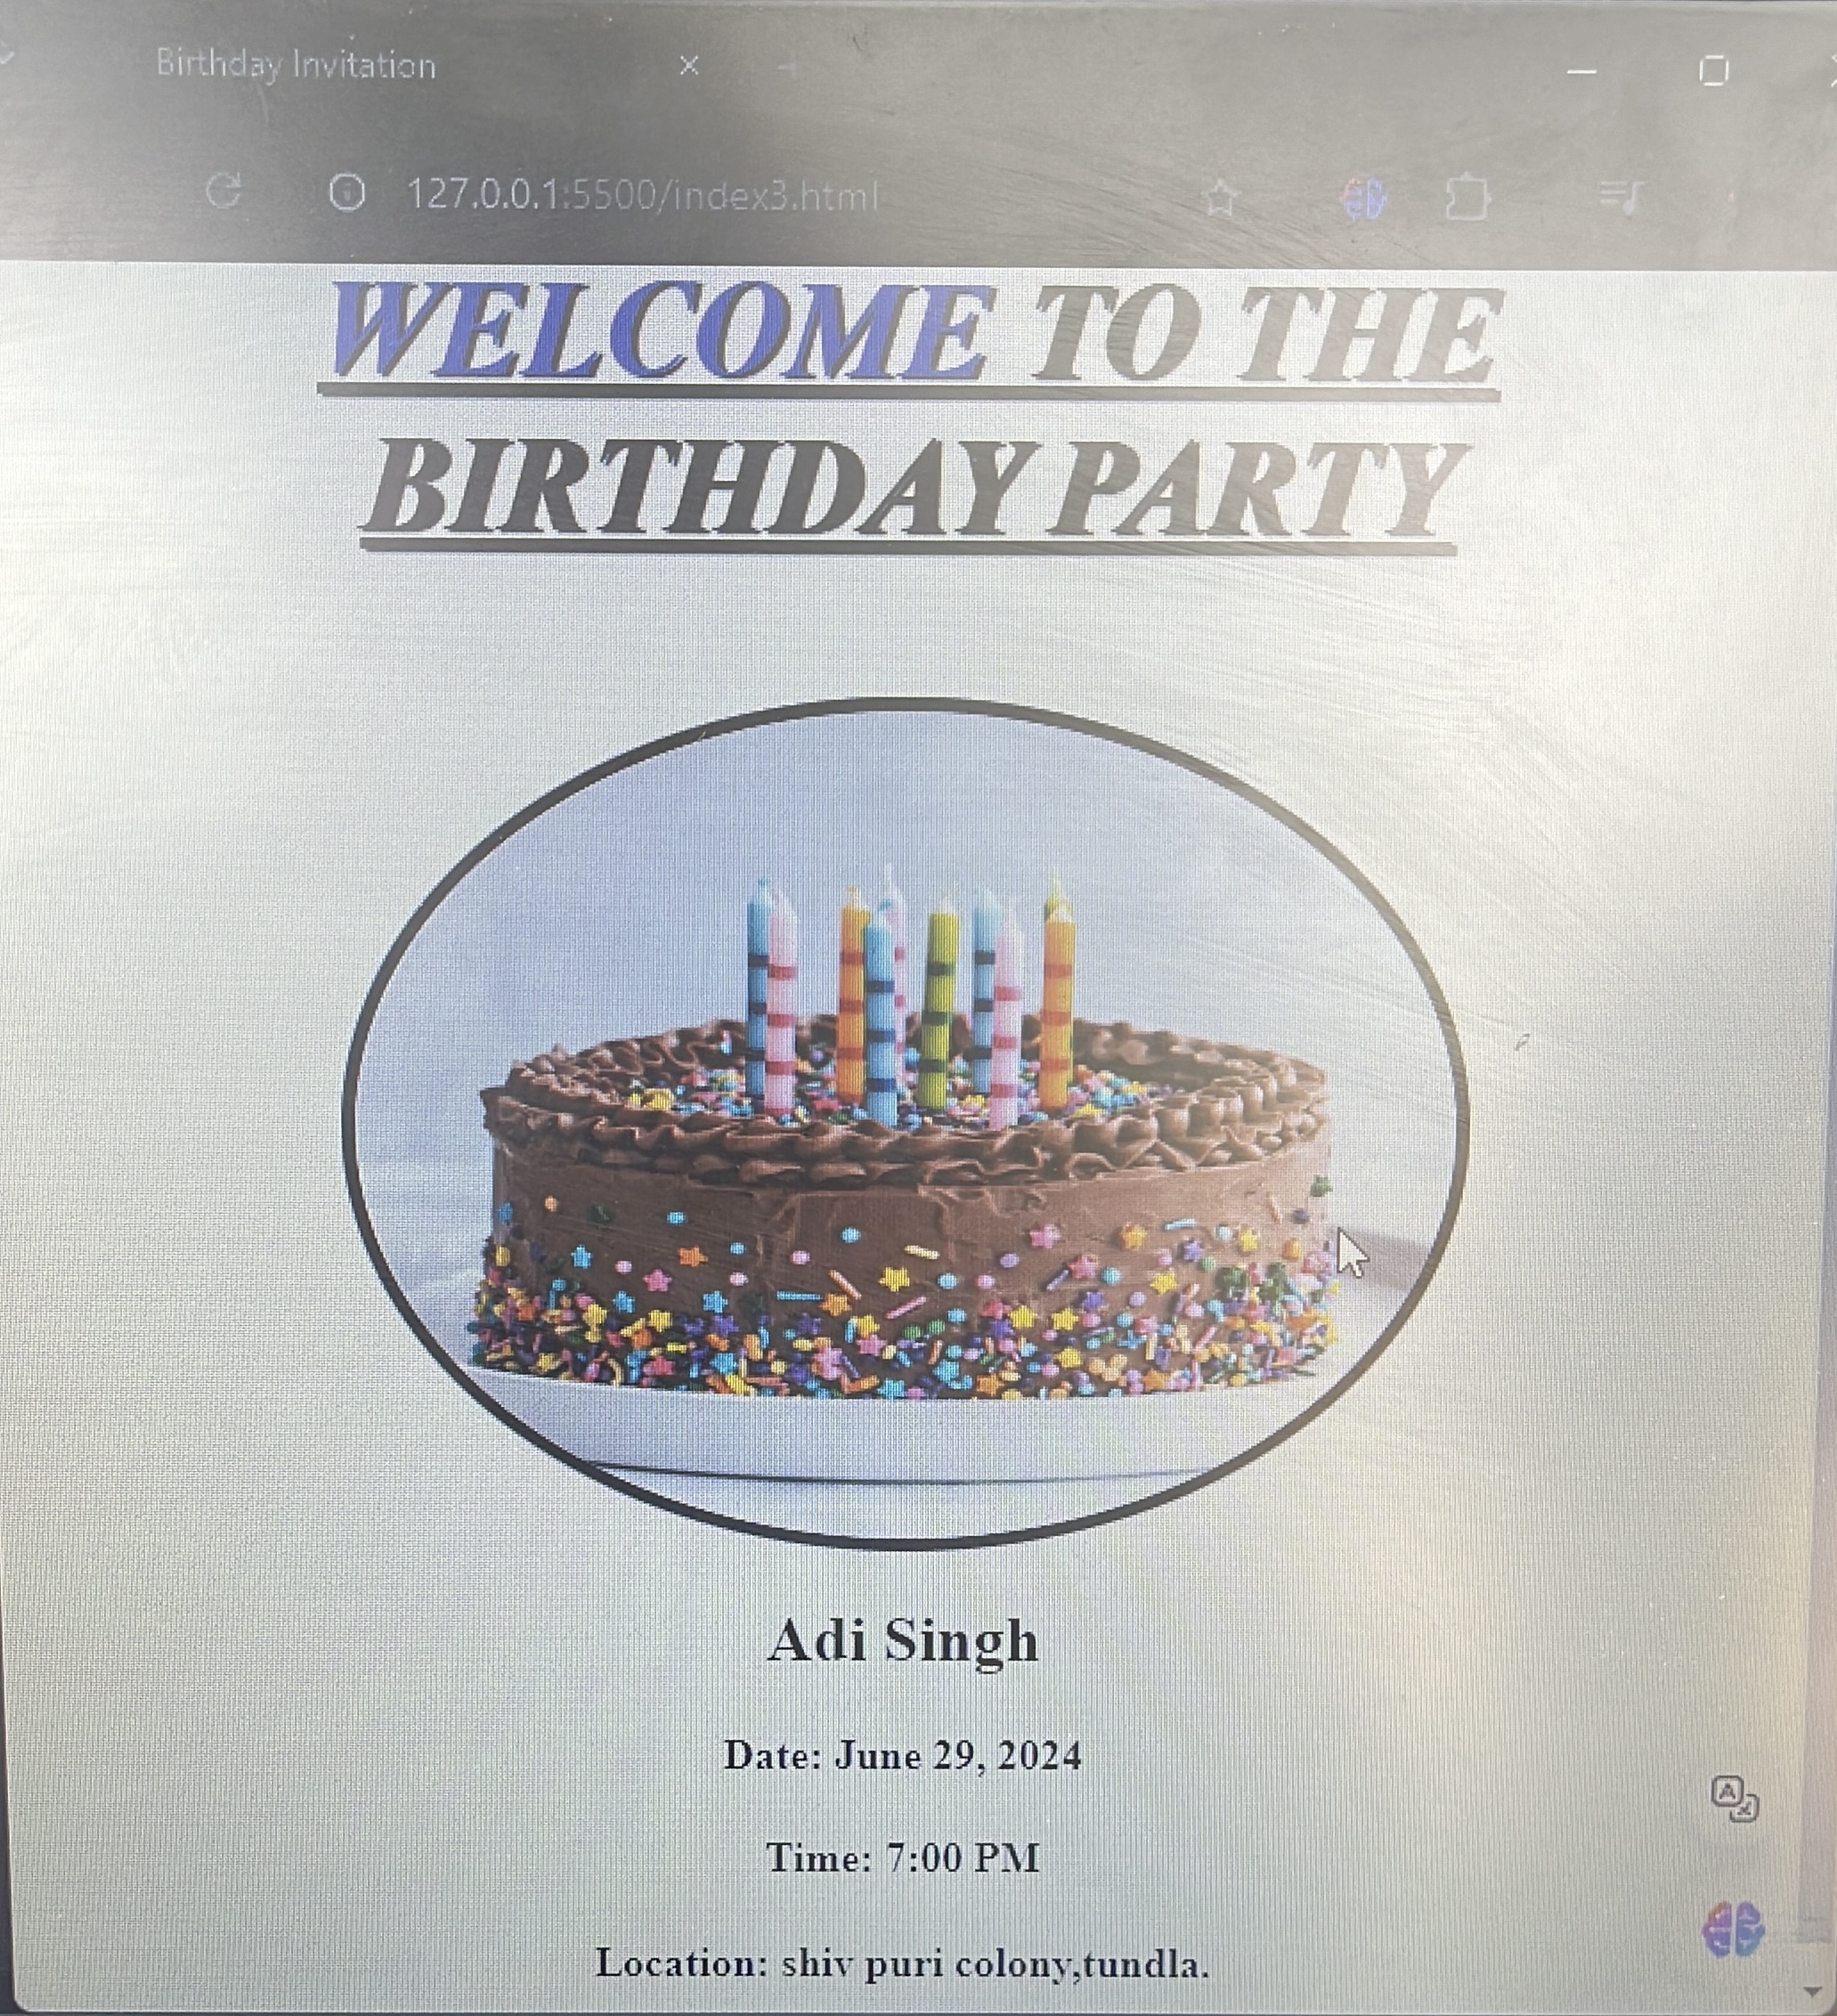 Birthday Invitation
127.0.0.1:5500/index3.html
WELCOME TO THE
BIRTHDAY PARTY
Adi Singh
Date: June 29, 2024
Time: 7:00 PM
Location: shiv puri colony,tundla.